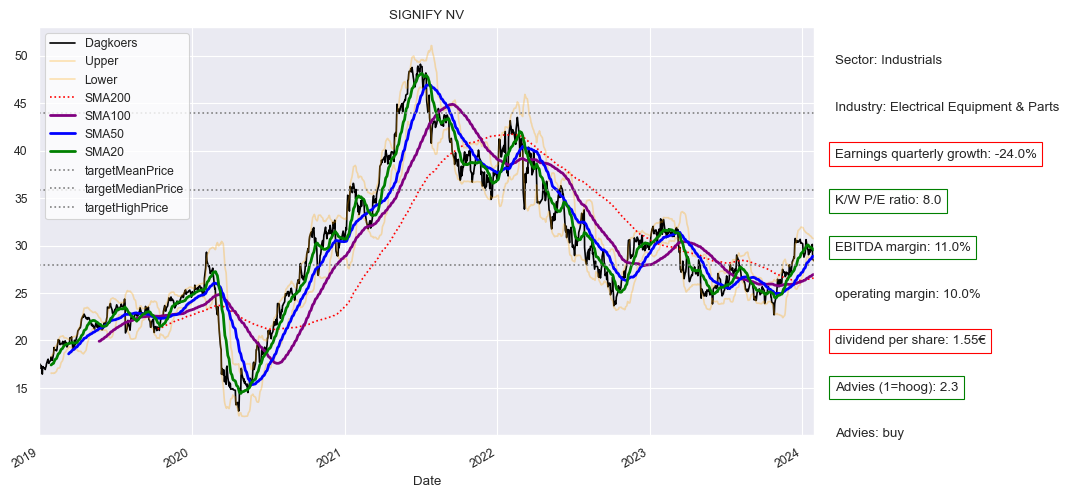 SIGNIFY NV
Dagkoers
Upper
Lower
SMA200
SMA100
SMA50
SMA20
targetMeanPrice
targetMedianPrice
targetHighPrice
50
45
40
35
30
25
20
15
2019
2020
2021
2022
2023
2024
Date
Sector: Industrials
Industry: Electrical Equipment & Parts
Earnings quarterly growth: -24.0%
K/W P/E ratio: 8.0
EBITDA margin: 11.0%
operating margin: 10.0%
dividend per share: 1.55€
Advies (1=hoog): 2.3
Advies: buy